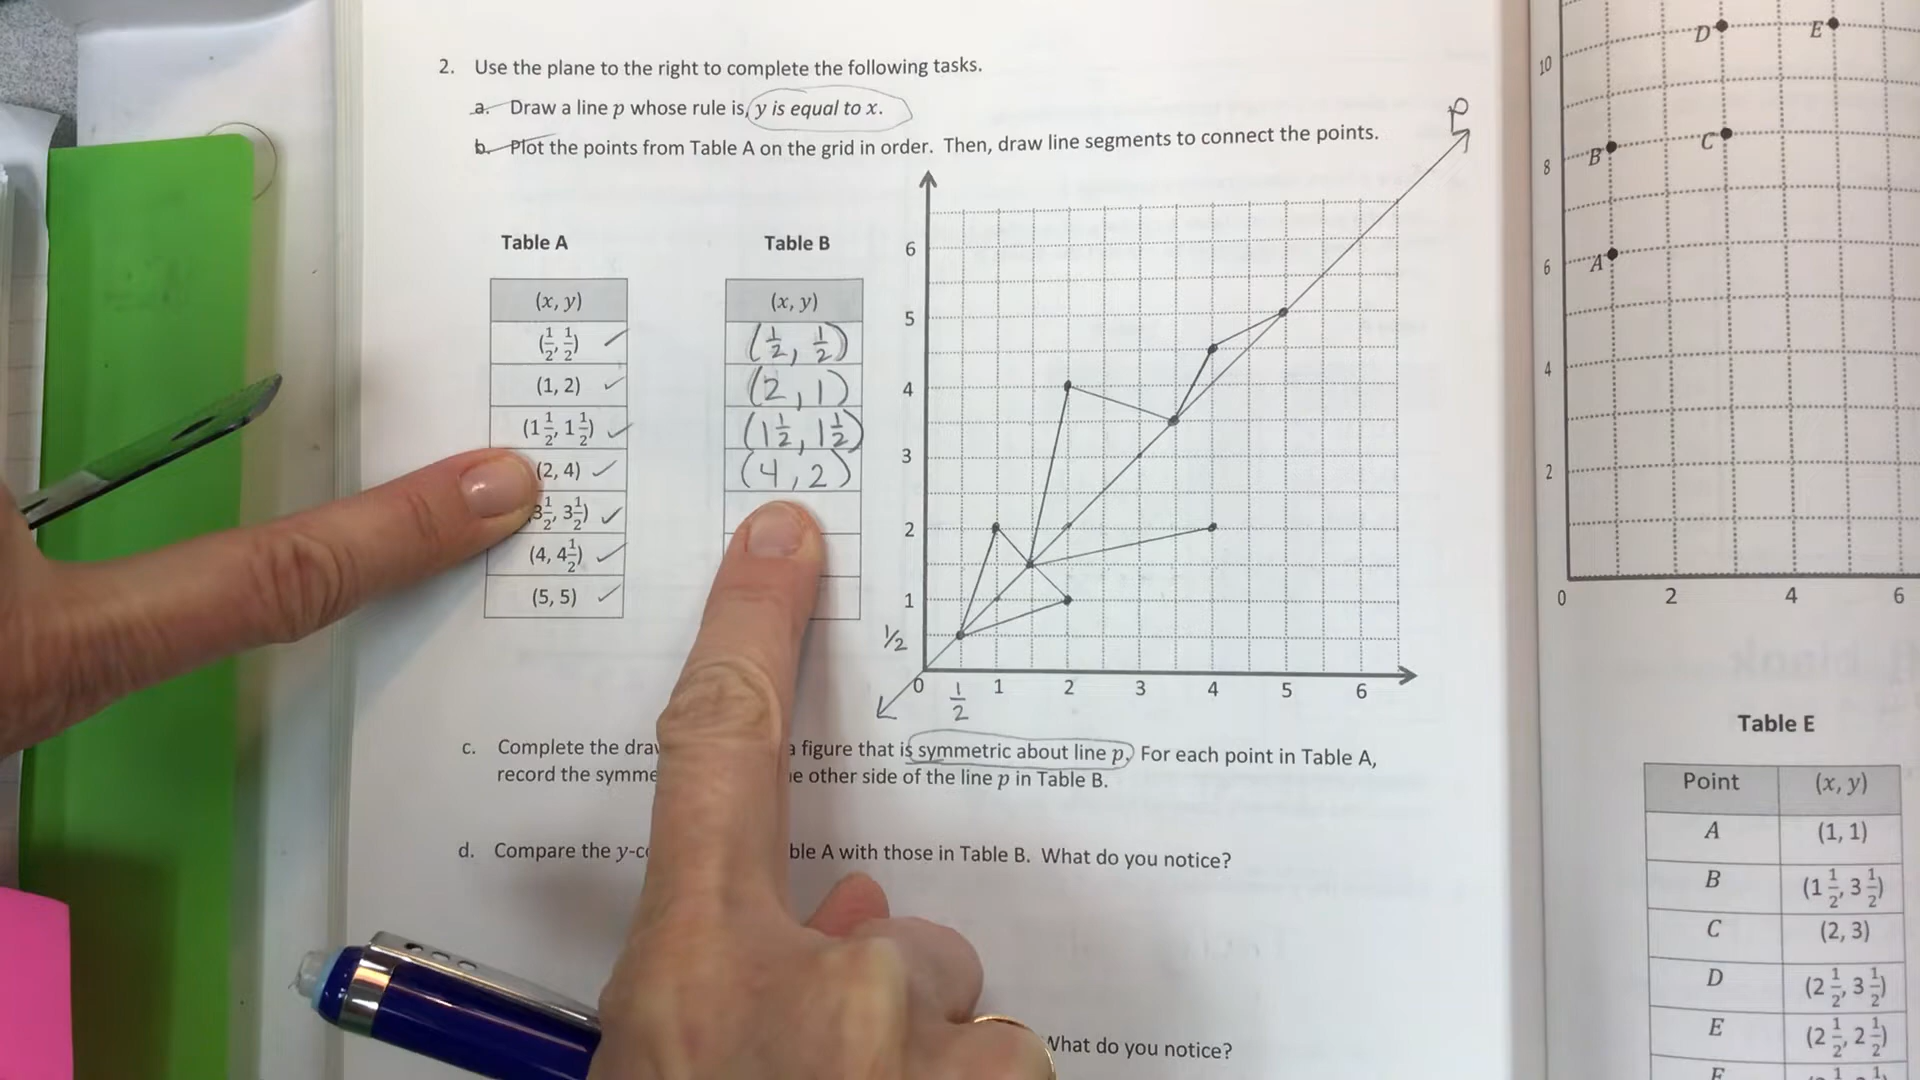 2. Use the plane to the right to complete the following tasks.
a. Draw a line p whose rule is, y is equal to x.
b. Plot the points from Table A on the grid in order. Then, draw line segments to connect the points.
Table A
(x, y)
(1/2, 1/2)
(1, 2)
(1 1/2, 1 1/2)
(2, 4)
3 1/2, 3 1/2)
(4, 4 1/2)
(5, 5)
Table B
(x, y)
(1/2, 1/2)
(2, 1)
(1 1/2, 1 1/2)
(4, 2)
p
6
5
4
3
2
1
1/2
0 1/2 1 2 3 4 5 6
c. Complete the a figure that is symmetric about line p. For each point in Table A,
record the other side of the line p in Table B.
d. Compare the A with those in Table B. What do you notice?
What do you notice?
10
8
6
4
2
D E
B C
A
0 2 4 6
Table E
Point (x, y)
A (1, 1)
B (1 1/2, 3 1/2)
C (2, 3)
D (2 1/2, 3 1/2)
E (2 1/2, 2 1/2)